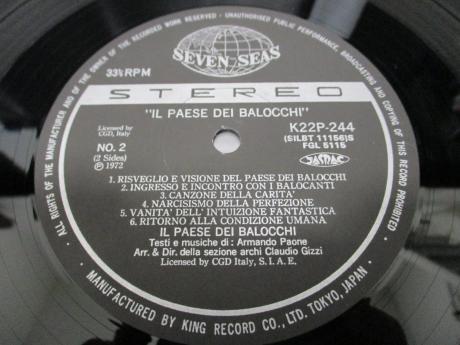 ALL RIGHTS OF THE MANUFACTURER AND OF THE OWNER OF THE RECORDED WORK RESERVED · UNAUTHORISED PUBLIC PERFORMANCE, BROADCASTING AND COPYING OF THIS RECORD PROHIBITED
SEVEN SEAS
33⅓ RPM
STEREO
"IL PAESE DEI BALOCCHI"
Licensed by
CGD, Italy
K22P-244
(SILBT 11156)S
FGL 5115
NO. 2
(2 Sides)
Ⓟ 1972
JASRAC
1. RISVEGLIO E VISIONE DEL PAESE DEI BALOCCHI
2. INGRESSO E INCONTRO CON I BALOCANTI
3. CANZONE DELLA CARITA'
4. NARCISISMO DELLA PERFEZIONE
5. VANITA' DELL' INTUIZIONE FANTASTICA
6. RITORNO ALLA CONDIZIONE UMANA
IL PAESE DEI BALOCCHI
Testi e musiche di: Armando Paone
Arr. & Dir. della sezione archi Claudio Gizzi
Licensed by CGD Italy, S. I. A. E.
MANUFACTURED BY KING RECORD CO., LTD. TOKYO, JAPAN